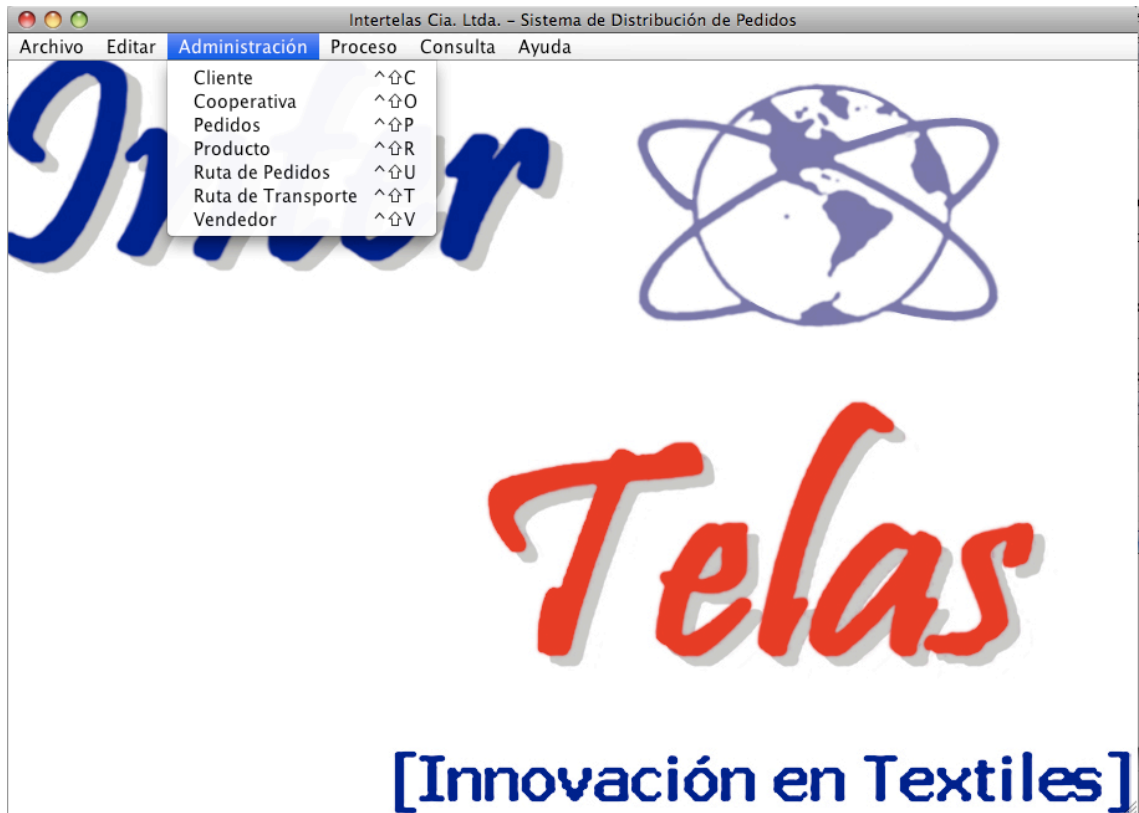 Intertelas Cia. Ltda. – Sistema de Distribución de Pedidos
Archivo Editar Administración Proceso Consulta Ayuda
Cliente ^⇧C
Cooperativa ^⇧O
Pedidos ^⇧P
Producto ^⇧R
Ruta de Pedidos ^⇧U
Ruta de Transporte ^⇧T
Vendedor ^⇧V
Inter
Telas
[Innovación en Textiles]